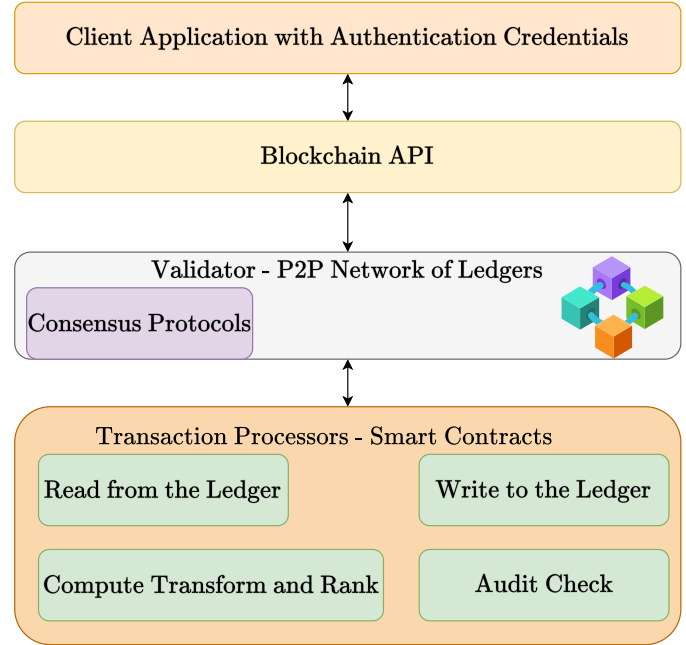 Client Application with Authentication Credentials
Blockchain API
Validator - P2P Network of Ledgers
Consensus Protocols
Transaction Processors - Smart Contracts
Read from the Ledger
Write to the Ledger
Compute Transform and Rank
Audit Check